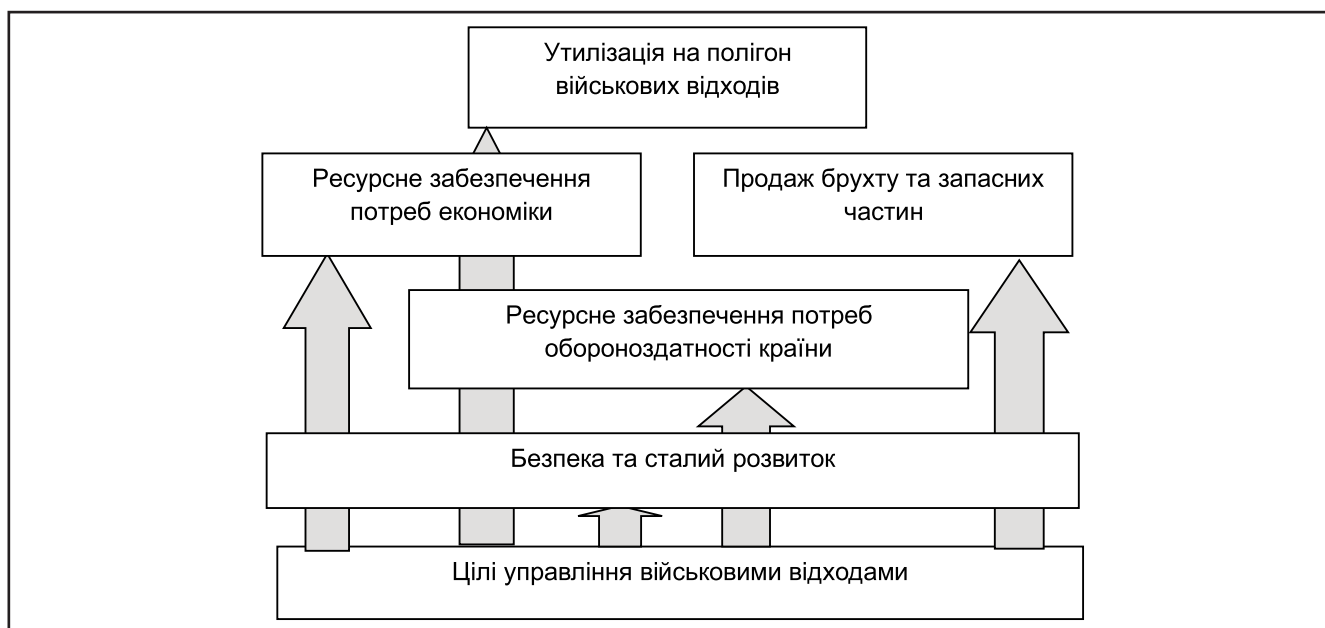 Утилізація на полігон
військових відходів
Ресурсне забезпечення
потреб економіки
Продаж брухту та запасних
частин
Ресурсне забезпечення потреб
обороноздатності країни
Безпека та сталий розвиток
Цілі управління військовими відходами